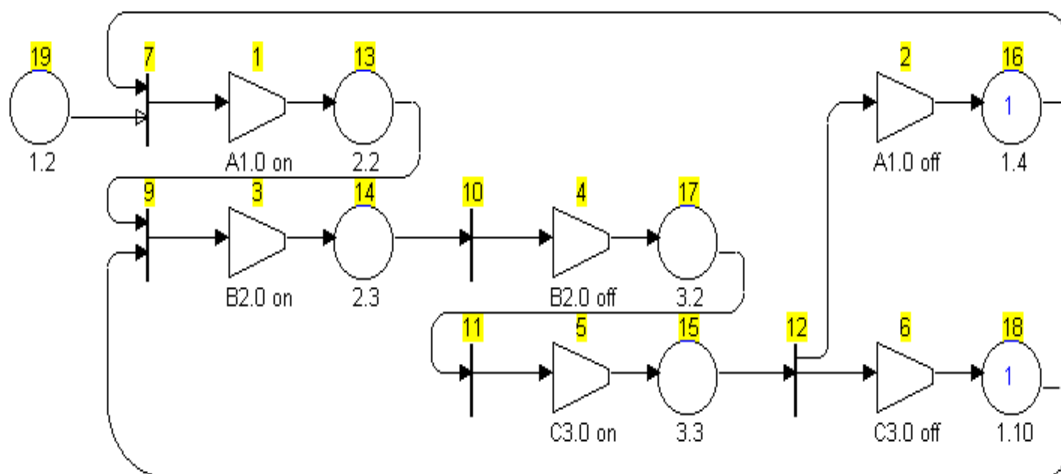 19 7 1 13 2 16
1
1.2 A1.0 on 2.2 A1.0 off 1.4
9 3 14 10 4 17
B2.0 on 2.3 B2.0 off 3.2
11 5 15 12 6 18
1
C3.0 on 3.3 C3.0 off 1.10